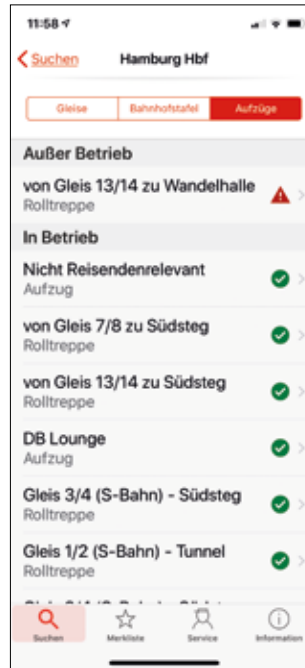 11:58
Suchen
Hamburg Hbf
Gleise
Bahnhofstafel
Aufzüge
Außer Betrieb
von Gleis 13/14 zu Wandelhalle
Rolltreppe
In Betrieb
Nicht Reisendenrelevant
Aufzug
von Gleis 7/8 zu Südsteg
Rolltreppe
von Gleis 13/14 zu Südsteg
Rolltreppe
DB Lounge
Aufzug
Gleis 3/4 (S-Bahn) - Südsteg
Rolltreppe
Gleis 1/2 (S-Bahn) - Tunnel
Rolltreppe
Suchen
Merkliste
Service
Information